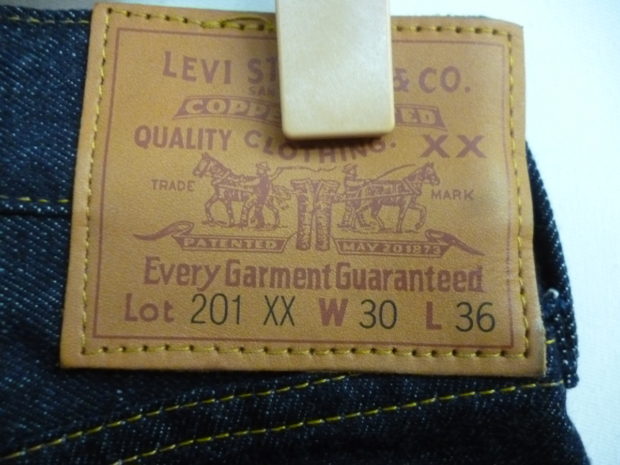 LEVI ST & CO.
SAN
COPP ED
QUALITY CLOTHING. XX
TRADE MARK
PATENTED MAY 20 1873
Every Garment Guaranteed
Lot 201 XX W 30 L 36